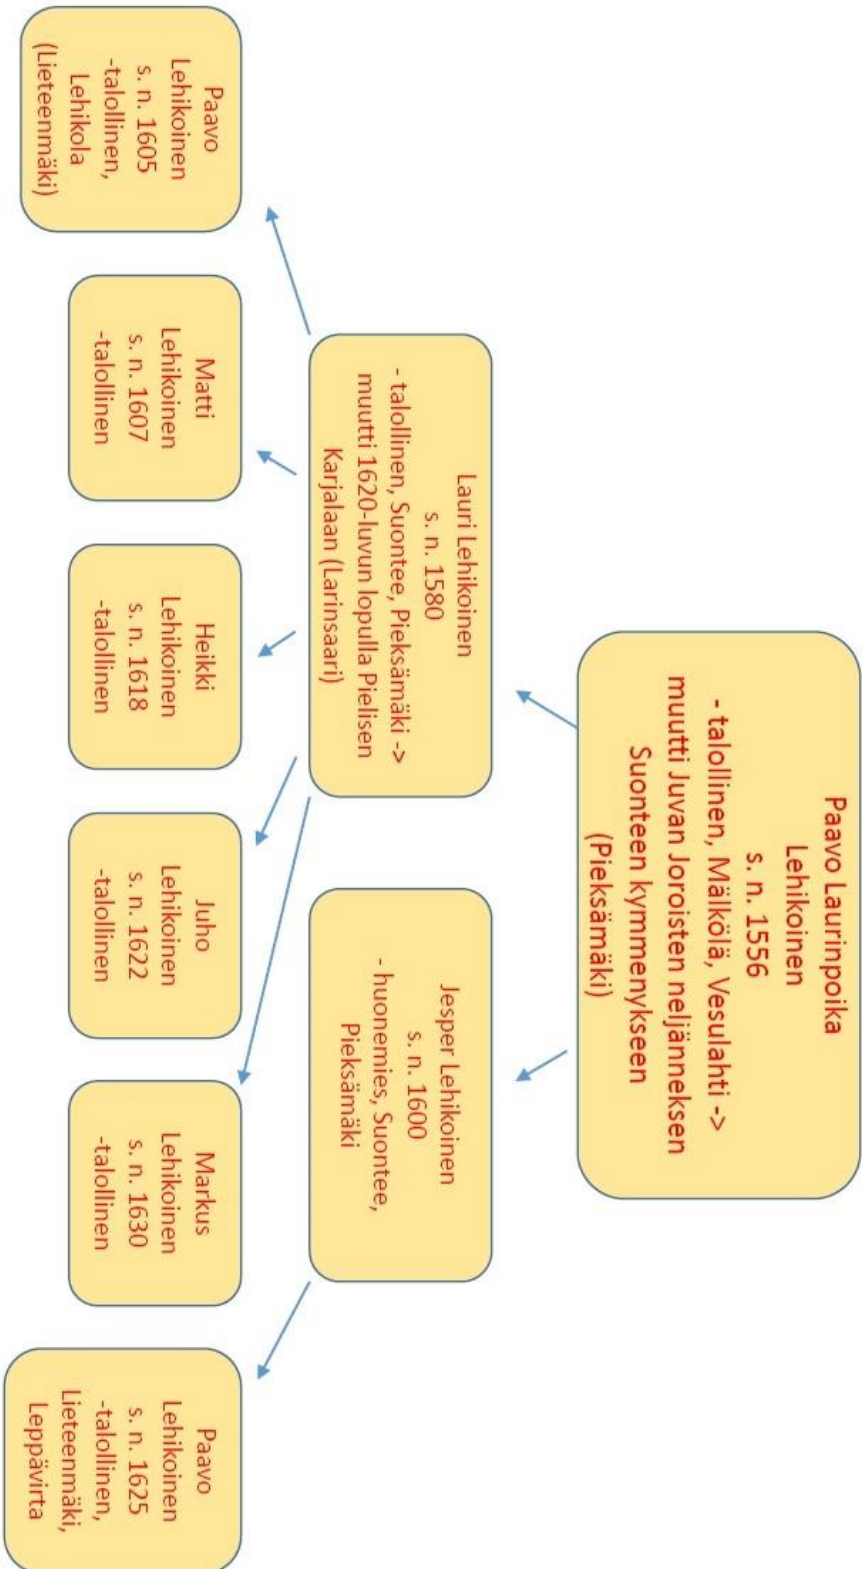 Paavo Laurinpoika
Lehikoinen
s. n. 1556
- talollinen, Mälkölä, Vesulahti ->
muutti Juvan Joroisten neljänneksen
Suonteen kymmenykseen
(Pieksämäki)
Lauri Lehikoinen
s. n. 1580
- talollinen, Suontee, Pieksämäki ->
muutti 1620-luvun lopulla Pielisen
Karjalaan (Larinsaari)
Jesper Lehikoinen
s. n. 1600
- huonemies, Suontee,
Pieksämäki
Paavo
Lehikoinen
s. n. 1605
-talollinen,
Lehikola
(Lieteenmäki)
Matti
Lehikoinen
s. n. 1607
-talollinen
Heikki
Lehikoinen
s. n. 1618
-talollinen
Juho
Lehikoinen
s. n. 1622
-talollinen
Markus
Lehikoinen
s. n. 1630
-talollinen
Paavo
Lehikoinen
s. n. 1625
-talollinen,
Lieteenmäki,
Leppävirta